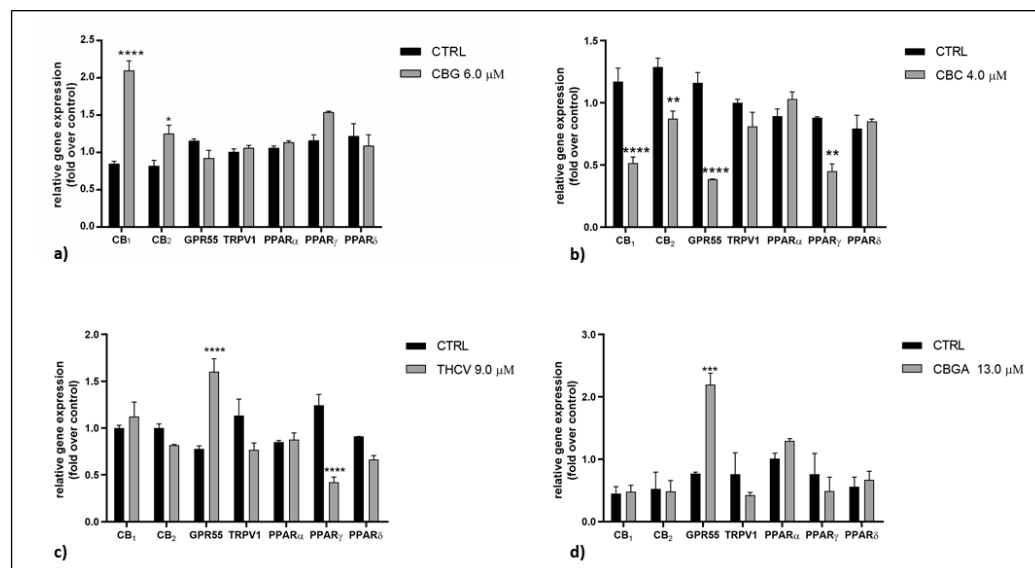 relative gene expression
(fold over control)
2.5
2.0
1.5
1.0
0.5
0.0
****
*
CTRL
CBG 6.0 μM
CB₁ CB₂ GPR55 TRPV1 PPARα PPARγ PPARδ
a)
relative gene expression
(fold over control)
1.5
1.0
0.5
0.0
****
**
****
**
CTRL
CBC 4.0 μM
CB₁ CB₂ GPR55 TRPV1 PPARα PPARγ PPARδ
b)
relative gene expression
(fold over control)
2.0
1.5
1.0
0.5
0.0
****
****
CTRL
THCV 9.0 μM
CB₁ CB₂ GPR55 TRPV1 PPARα PPARγ PPARδ
c)
relative gene expression
(fold over control)
3.0
2.0
1.0
0.0
***
CTRL
CBGA 13.0 μM
CB₁ CB₂ GPR55 TRPV1 PPARα PPARγ PPARδ
d)